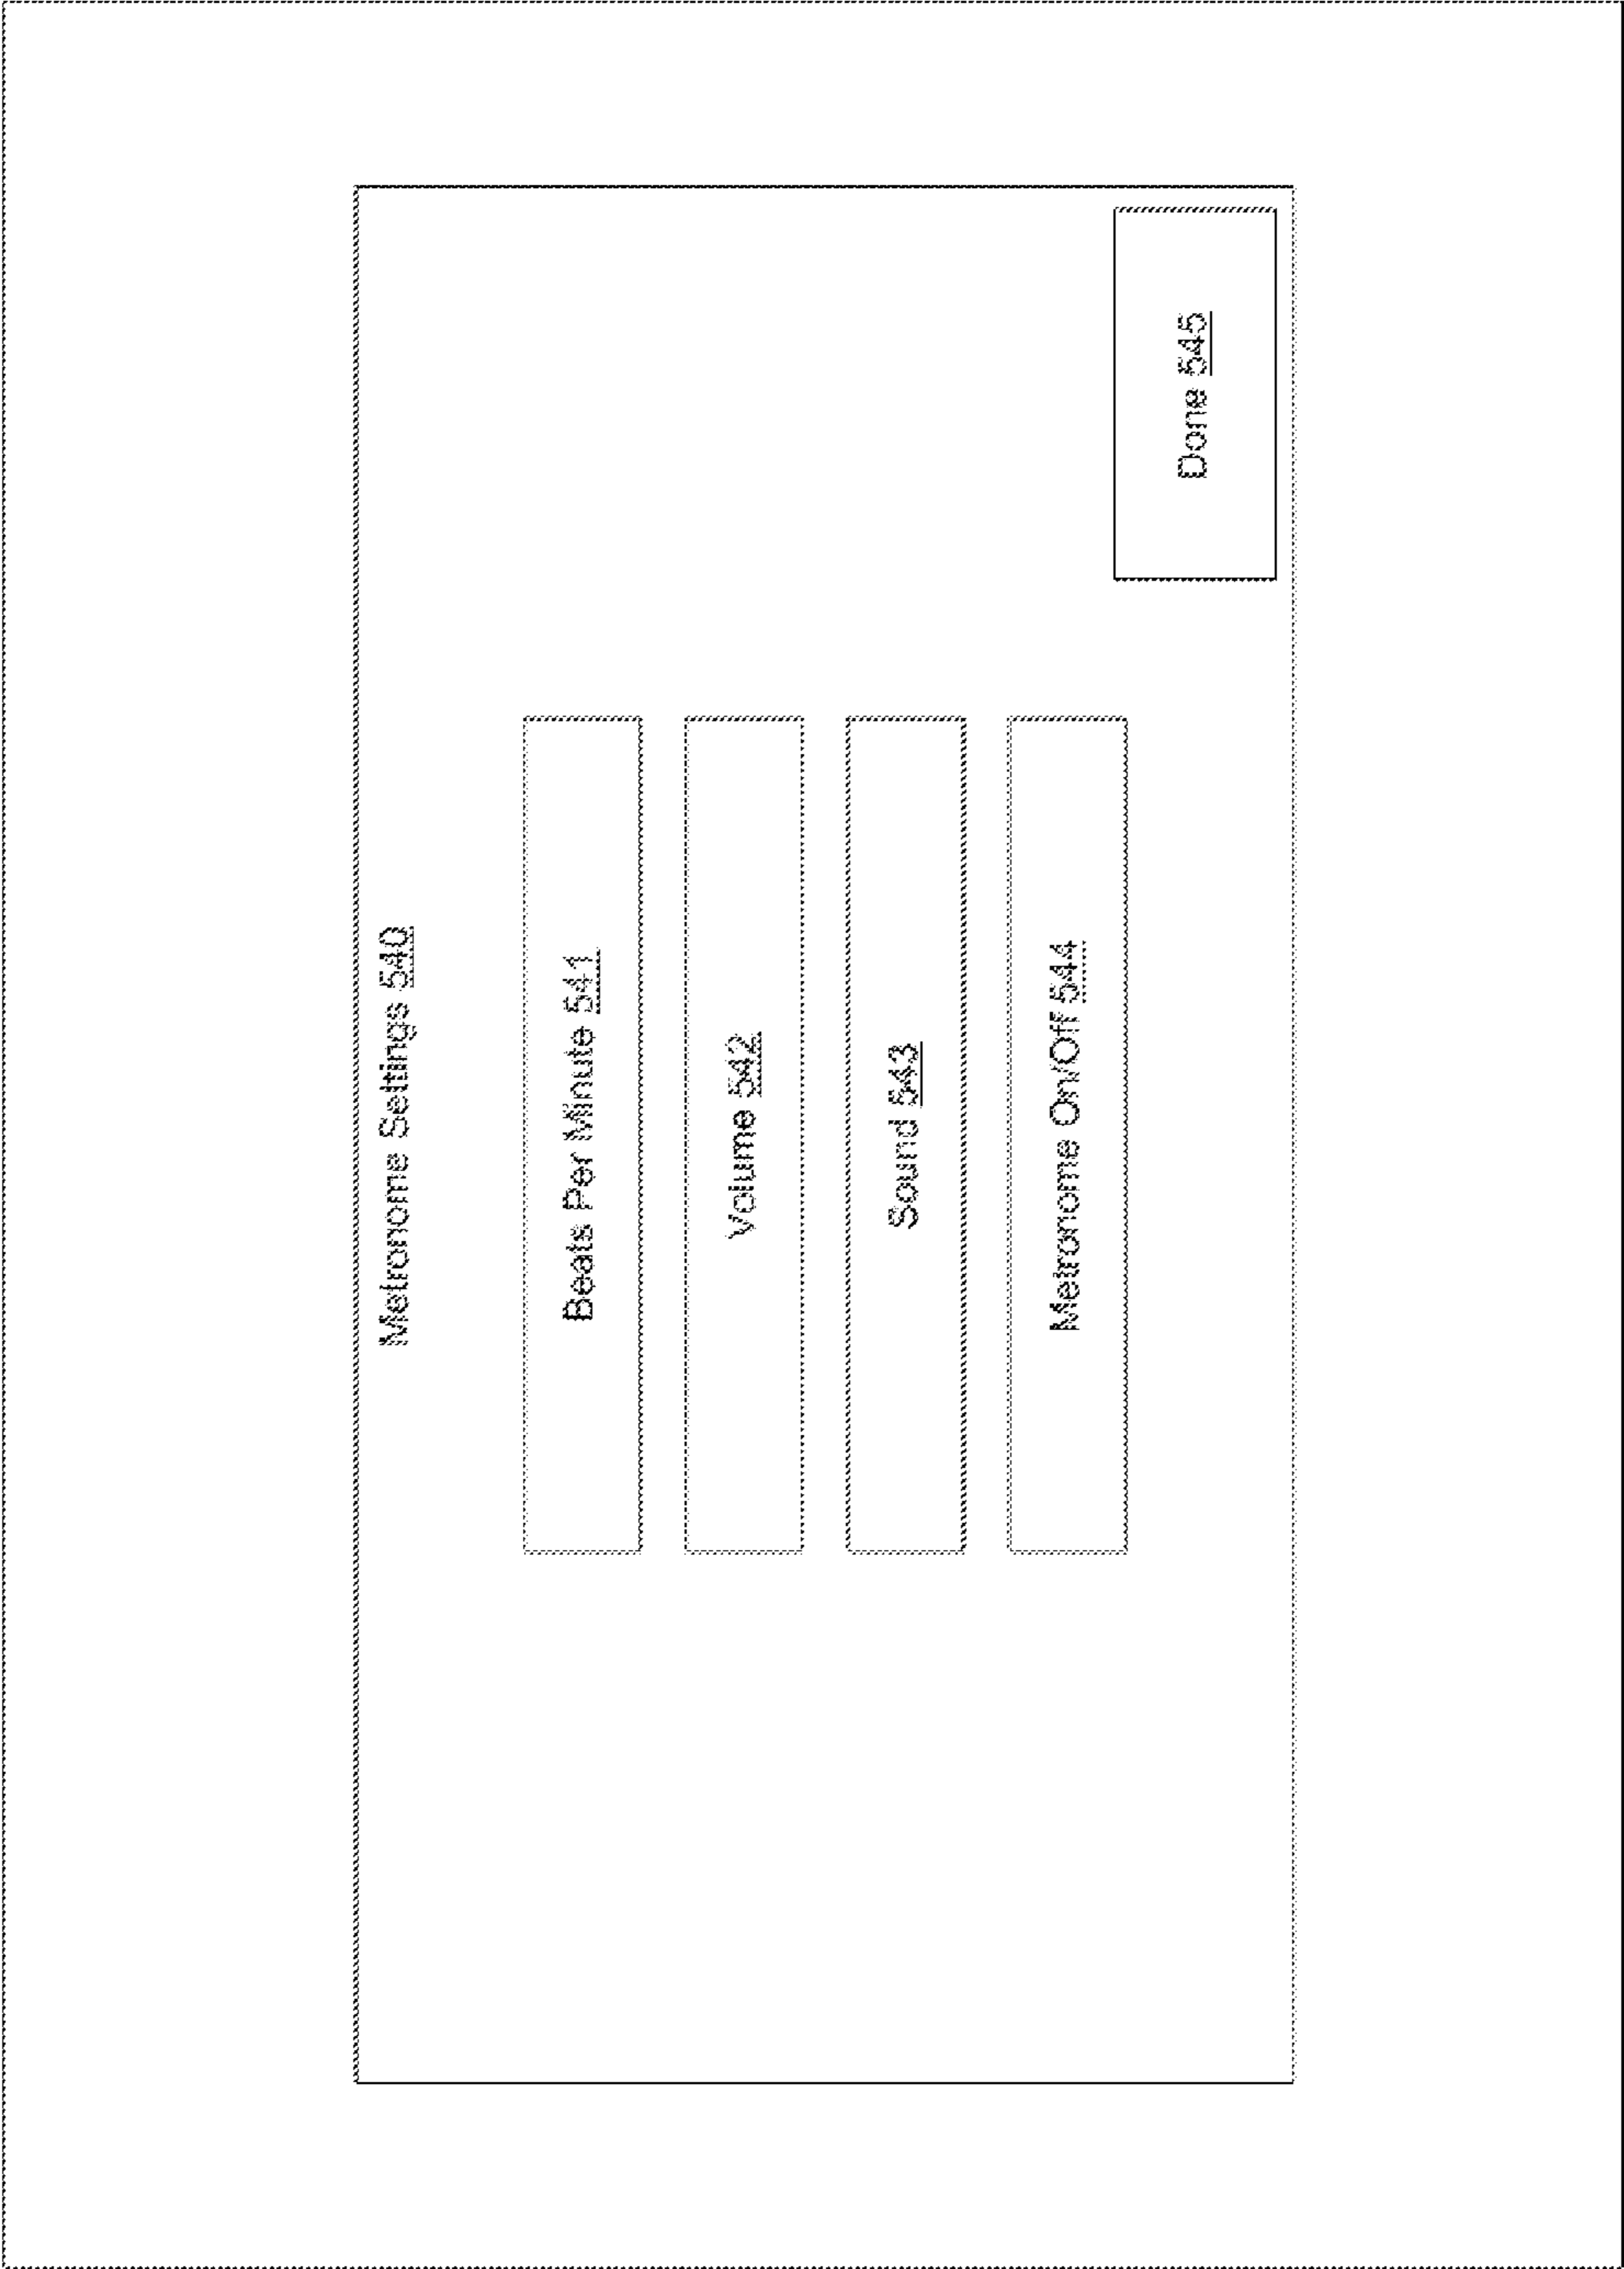 Metronome Settings 540
Beats Per Minute 541
Volume 542
Sound 543
Metronome On/Off 544
Done 545